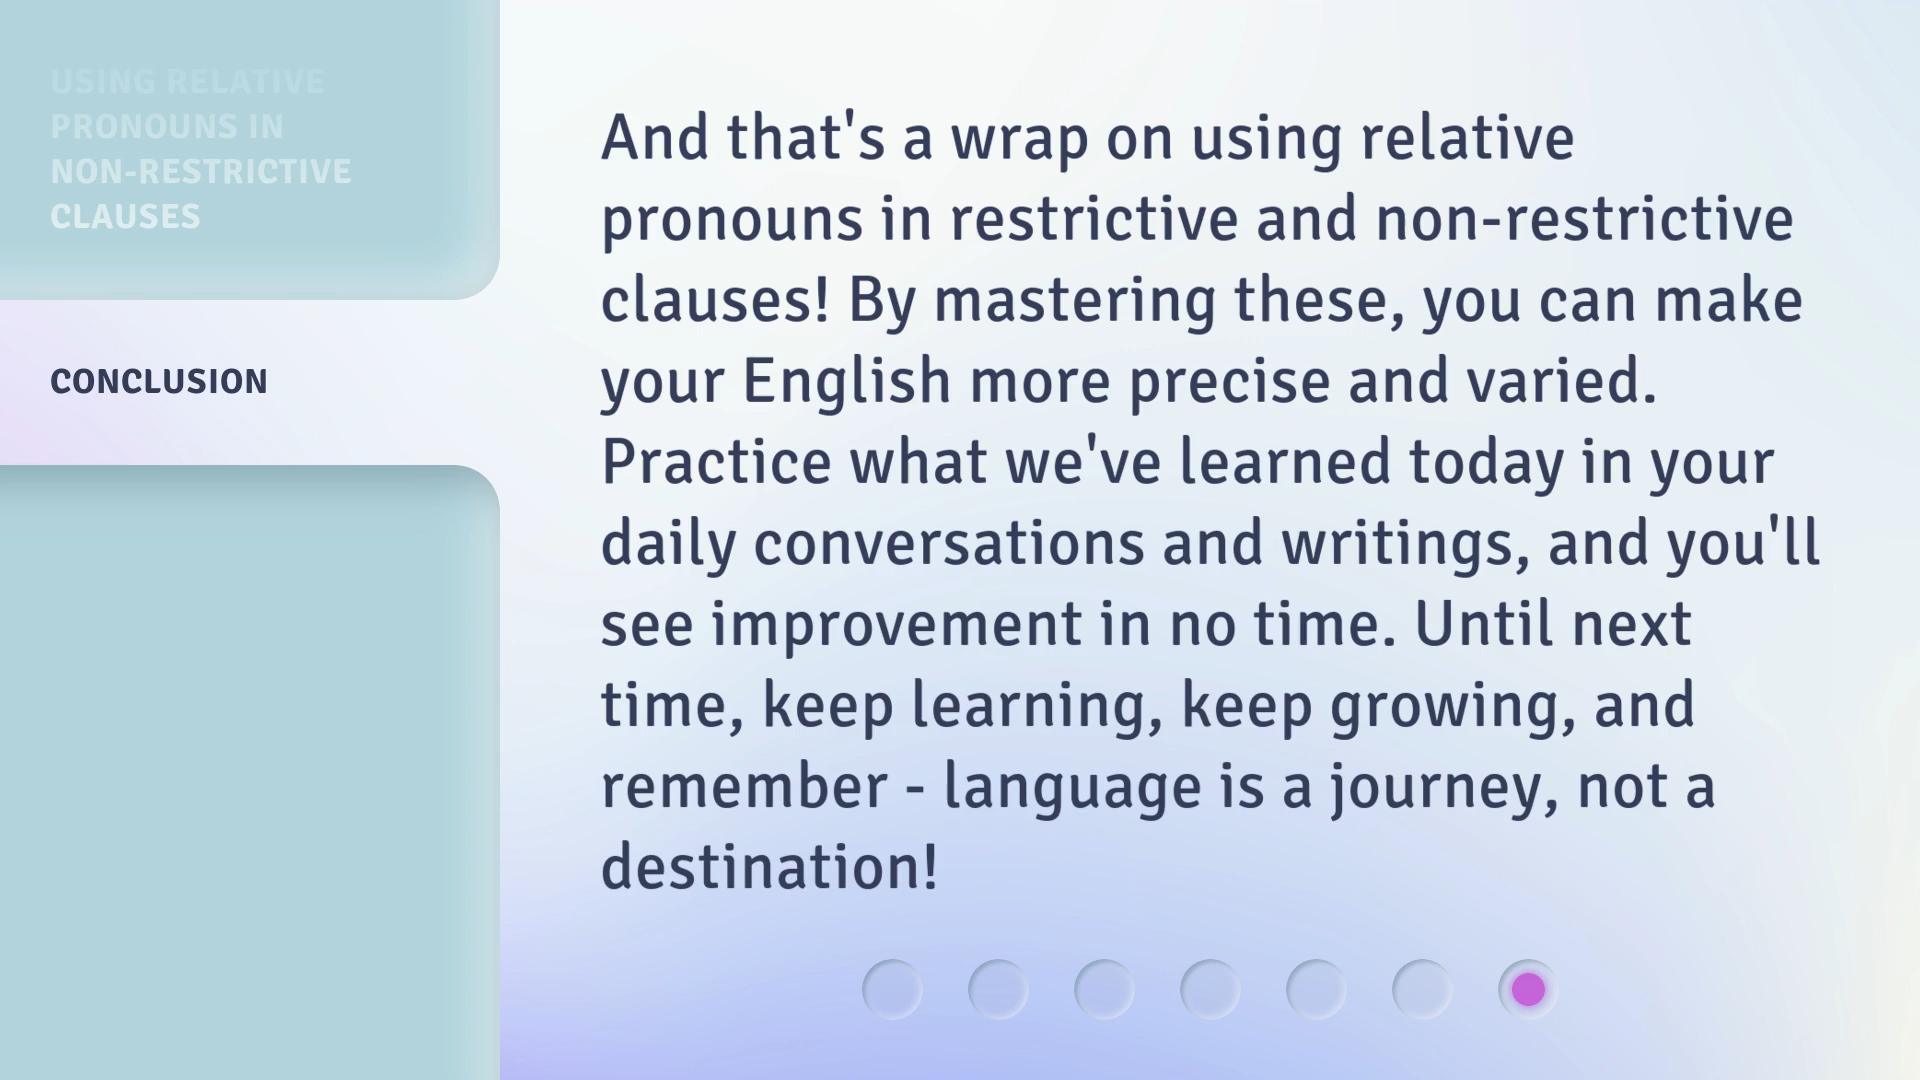 USING RELATIVE
PRONOUNS IN
NON-RESTRICTIVE
CLAUSES
CONCLUSION
And that's a wrap on using relative
pronouns in restrictive and non-restrictive
clauses! By mastering these, you can make
your English more precise and varied.
Practice what we've learned today in your
daily conversations and writings, and you'll
see improvement in no time. Until next
time, keep learning, keep growing, and
remember - language is a journey, not a
destination!